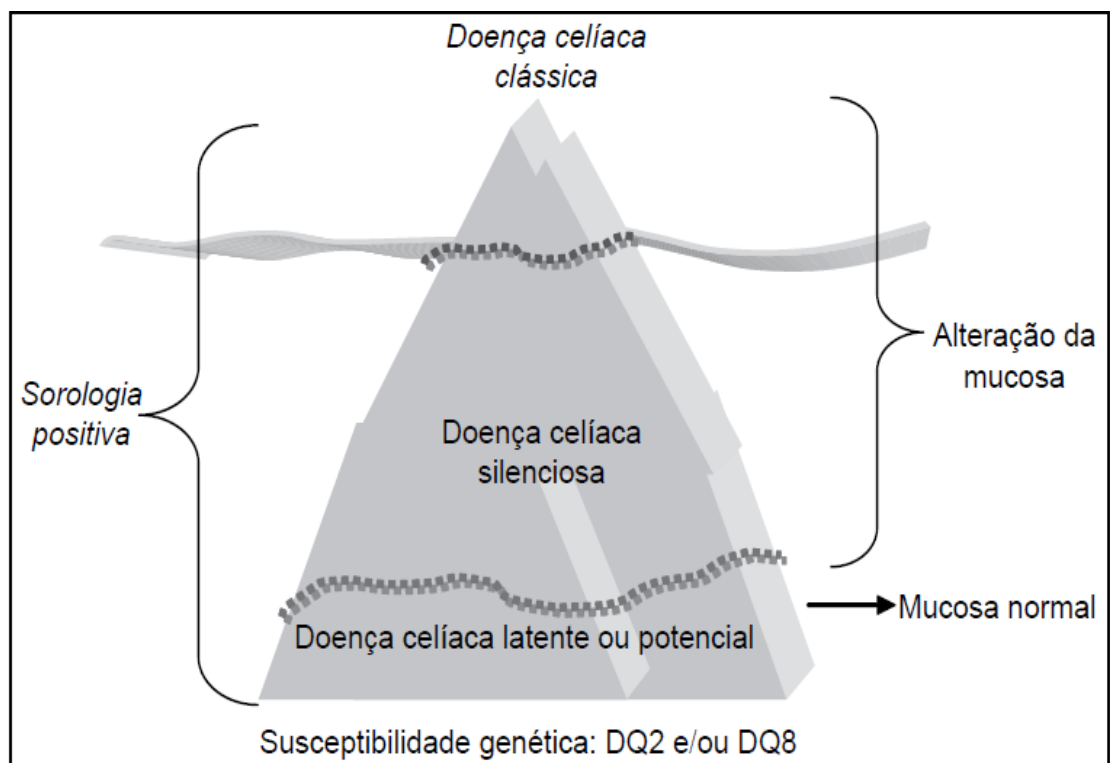 Doença celíaca
clássica
Sorologia
positiva
Alteração da
mucosa
Doença celíaca
silenciosa
Mucosa normal
Doença celíaca latente ou potencial
Susceptibilidade genética: DQ2 e/ou DQ8